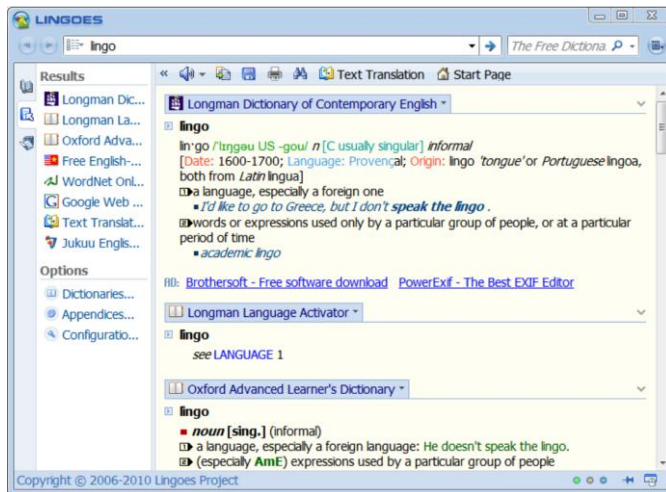 LINGOES
lingo
The Free Dictiona
Results
Longman Dic...
Longman La...
Oxford Adva...
Free English-...
WordNet Onl...
Google Web ...
Text Translat...
Jukuu Englis...
Options
Dictionaries...
Appendices...
Configuratio...
Text Translation Start Page
Longman Dictionary of Contemporary English
lingo
lin·go /ˈlɪŋɡəu US -ɡou/ n [C usually singular] informal
[Date: 1600-1700; Language: Provençal; Origin: lingo 'tongue' or Portuguese lingoa,
both from Latin lingua]
1 a language, especially a foreign one
I'd like to go to Greece, but I don't speak the lingo .
2 words or expressions used only by a particular group of people, or at a particular
period of time
academic lingo
AD: Brothersoft - Free software download PowerExif - The Best EXIF Editor
Longman Language Activator
lingo
see LANGUAGE 1
Oxford Advanced Learner's Dictionary
lingo
noun [sing.] (informal)
1 a language, especially a foreign language: He doesn't speak the lingo.
2 (especially AmE) expressions used by a particular group of people
Copyright © 2006-2010 Lingoes Project